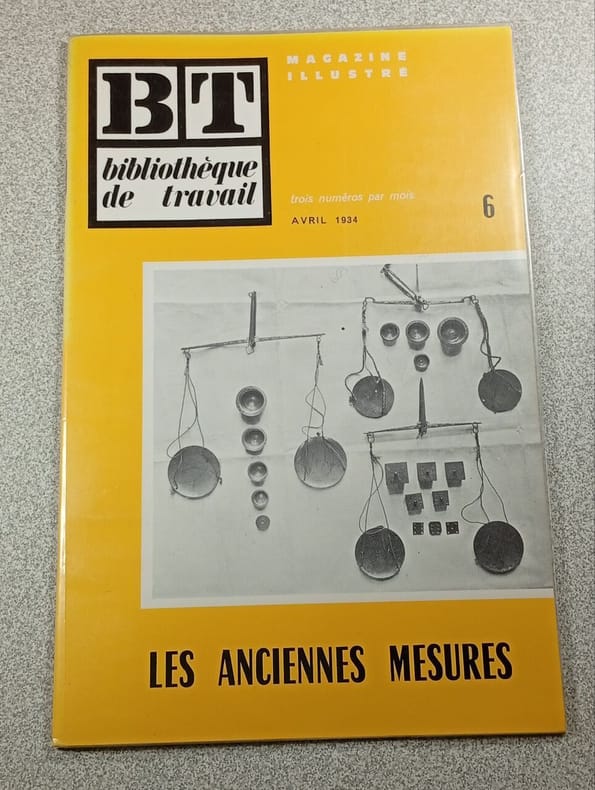 BT
bibliothèque
de travail
MAGAZINE
ILLUSTRÉ
trois numéros par mois
AVRIL 1934
6
LES ANCIENNES MESURES